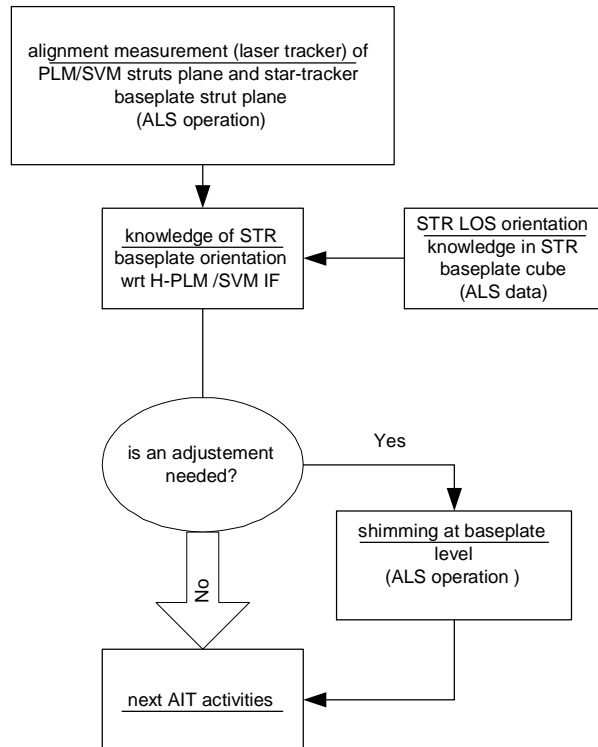 alignment measurement (laser tracker) of
PLM/SVM struts plane and star-tracker
baseplate strut plane
(ALS operation)
knowledge of STR
baseplate orientation
wrt H-PLM /SVM IF
STR LOS orientation
knowledge in STR
baseplate cube
(ALS data)
is an adjustement
needed?
Yes
shimming at baseplate
level
(ALS operation )
No
next AIT activities